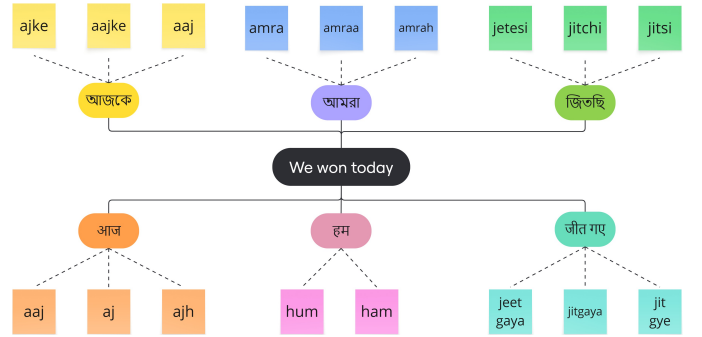 ajke aajke aaj amra amraa amrah jetesi jitchi jitsi
আজকে আমরা জিতছি
We won today
आज हम जीत गए
aaj aj ajh hum ham jeet gaya jitgaya jit gye